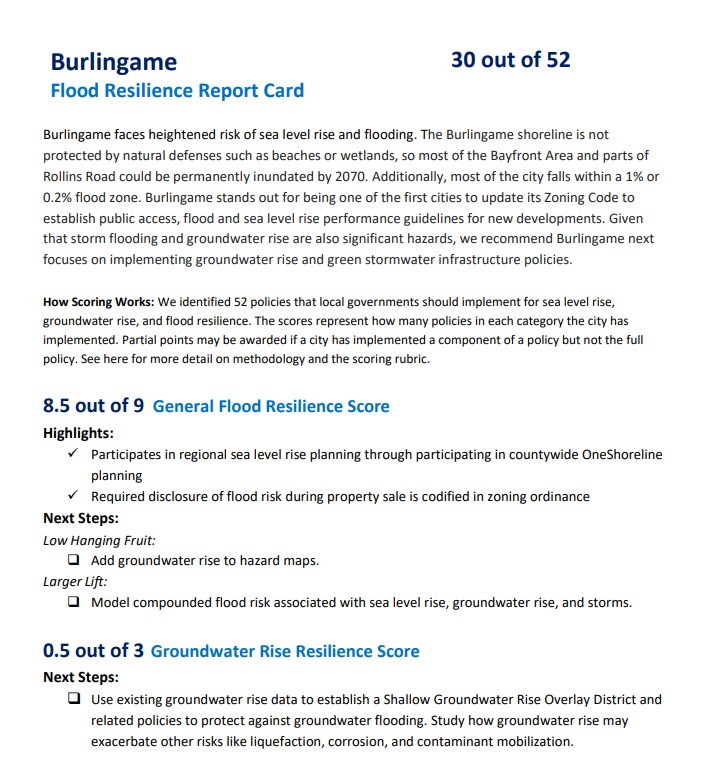 Burlingame
30 out of 52
Flood Resilience Report Card
Burlingame faces heightened risk of sea level rise and flooding. The Burlingame shoreline is not
protected by natural defenses such as beaches or wetlands, so most of the Bayfront Area and parts of
Rollins Road could be permanently inundated by 2070. Additionally, most of the city falls within a 1% or
0.2% flood zone. Burlingame stands out for being one of the first cities to update its Zoning Code to
establish public access, flood and sea level rise performance guidelines for new developments. Given
that storm flooding and groundwater rise are also significant hazards, we recommend Burlingame next
focuses on implementing groundwater rise and green stormwater infrastructure policies.
How Scoring Works: We identified 52 policies that local governments should implement for sea level rise,
groundwater rise, and flood resilience. The scores represent how many policies in each category the city has
implemented. Partial points may be awarded if a city has implemented a component of a policy but not the full
policy. See here for more detail on methodology and the scoring rubric.
8.5 out of 9 General Flood Resilience Score
Highlights:
✓ Participates in regional sea level rise planning through participating in countywide OneShoreline
planning
✓ Required disclosure of flood risk during property sale is codified in zoning ordinance
Next Steps:
Low Hanging Fruit:
❑ Add groundwater rise to hazard maps.
Larger Lift:
❑ Model compounded flood risk associated with sea level rise, groundwater rise, and storms.
0.5 out of 3 Groundwater Rise Resilience Score
Next Steps:
❑ Use existing groundwater rise data to establish a Shallow Groundwater Rise Overlay District and
related policies to protect against groundwater flooding. Study how groundwater rise may
exacerbate other risks like liquefaction, corrosion, and contaminant mobilization.